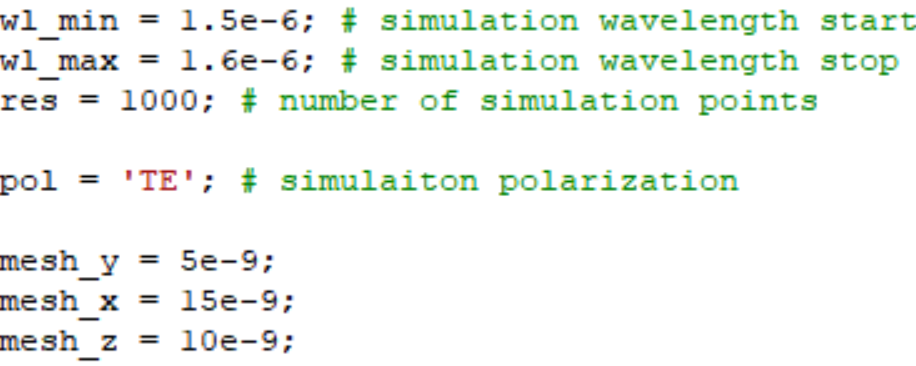 wl_min = 1.5e-6; # simulation wavelength start
wl_max = 1.6e-6; # simulation wavelength stop
res = 1000; # number of simulation points
pol = 'TE'; # simulaiton polarization
mesh_y = 5e-9;
mesh_x = 15e-9;
mesh_z = 10e-9;